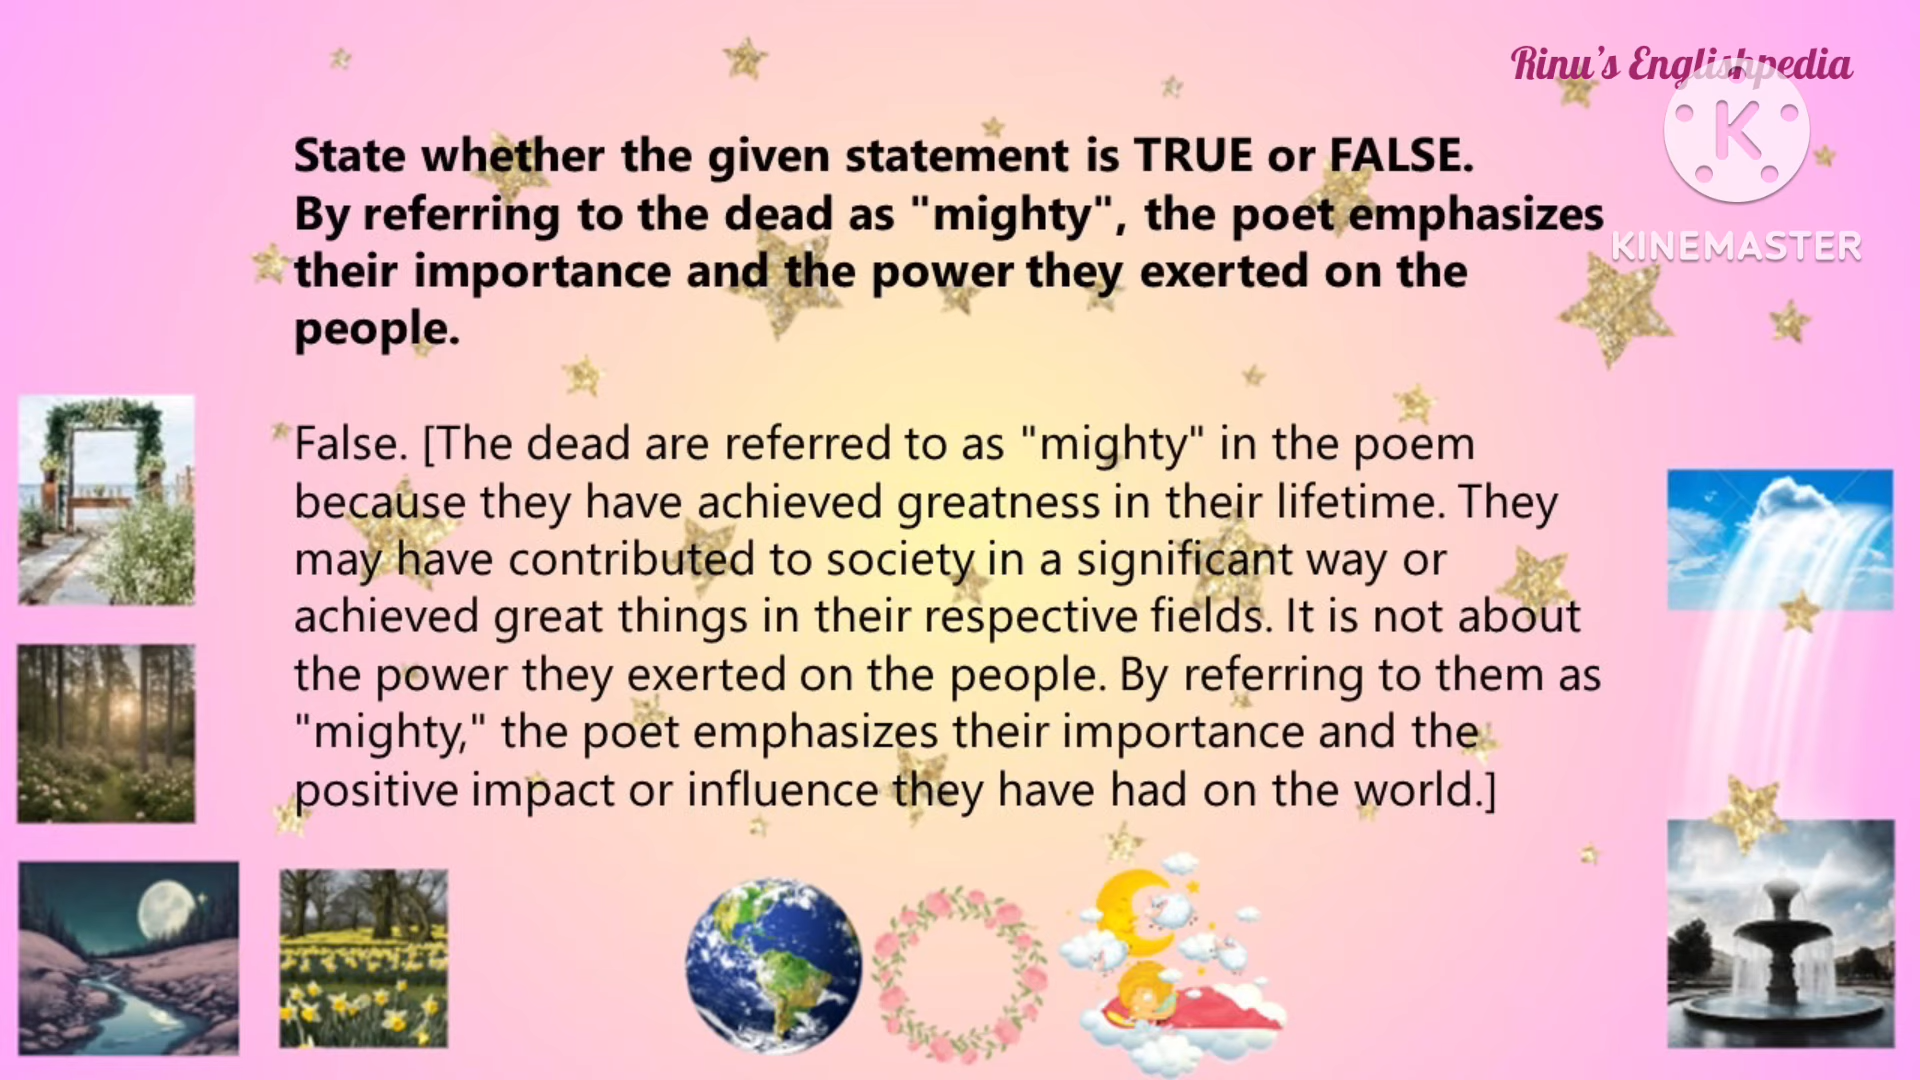 Rinu's Englishpedia
K
KINEMASTER
State whether the given statement is TRUE or FALSE.
By referring to the dead as "mighty", the poet emphasizes
their importance and the power they exerted on the
people.
False. [The dead are referred to as "mighty" in the poem
because they have achieved greatness in their lifetime. They
may have contributed to society in a significant way or
achieved great things in their respective fields. It is not about
the power they exerted on the people. By referring to them as
"mighty," the poet emphasizes their importance and the
positive impact or influence they have had on the world.]